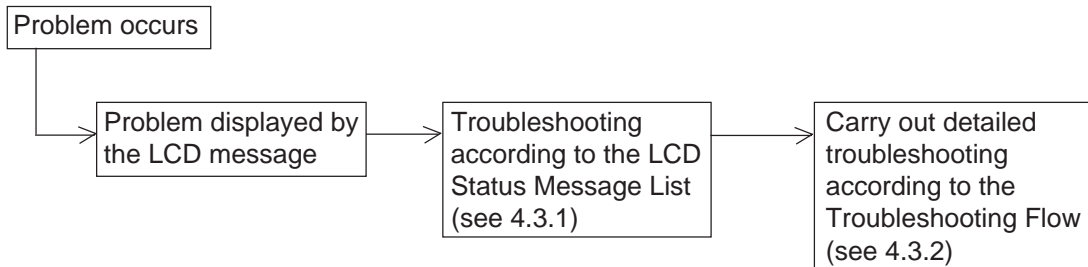 Problem occurs
Problem displayed by
the LCD message
Troubleshooting
according to the LCD
Status Message List
(see 4.3.1)
Carry out detailed
troubleshooting
according to the
Troubleshooting Flow
(see 4.3.2)